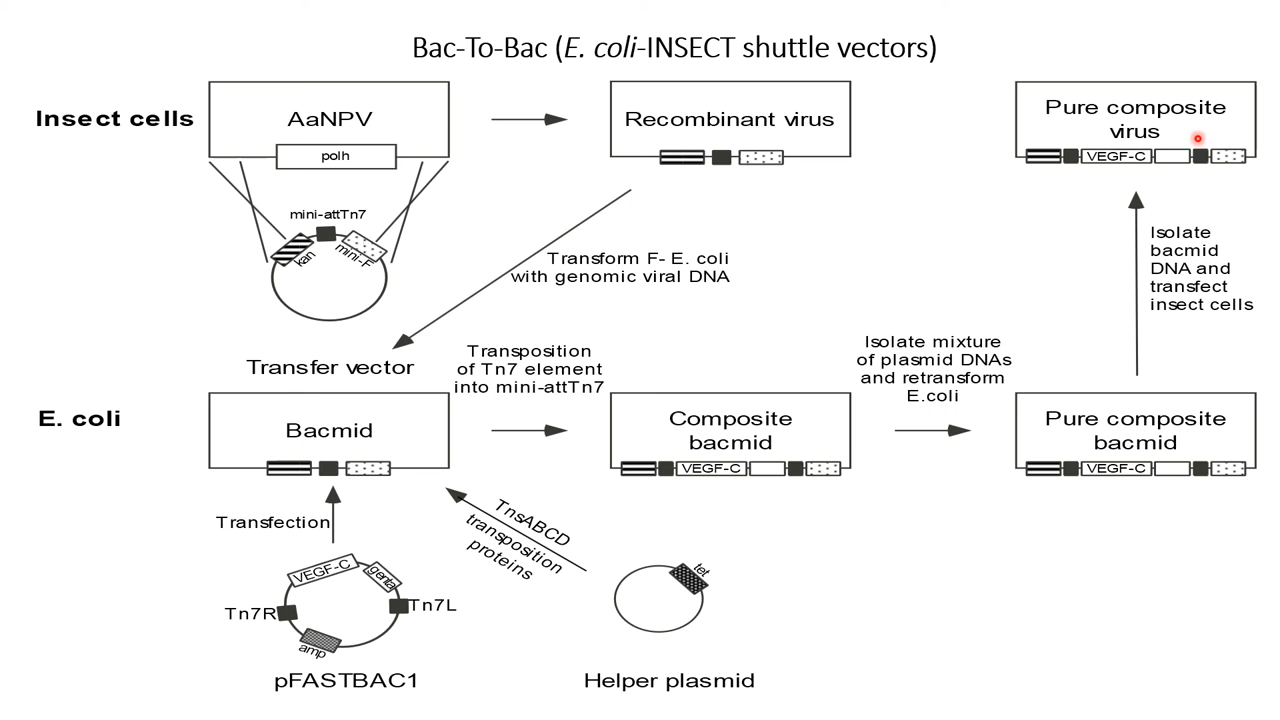 Bac-To-Bac (E. coli-INSECT shuttle vectors)
Insect cells
AaNPV
polh
mini-attTn7
kan
mini-F
Transfer vector
Recombinant virus
Transform F- E. coli
with genomic viral DNA
Pure composite
virus
VEGF-C
Isolate
bacmid
DNA and
transfect
insect cells
E. coli
Bacmid
Transposition
of Tn7 element
into mini-attTn7
Composite
bacmid
VEGF-C
Isolate mixture
of plasmid DNAs
and retransform
E.coli
Pure composite
bacmid
VEGF-C
Transfection
TnsABCD
transposition
proteins
VEGF-C
genta
Tn7R
Tn7L
amp
pFASTBAC1
tet
Helper plasmid